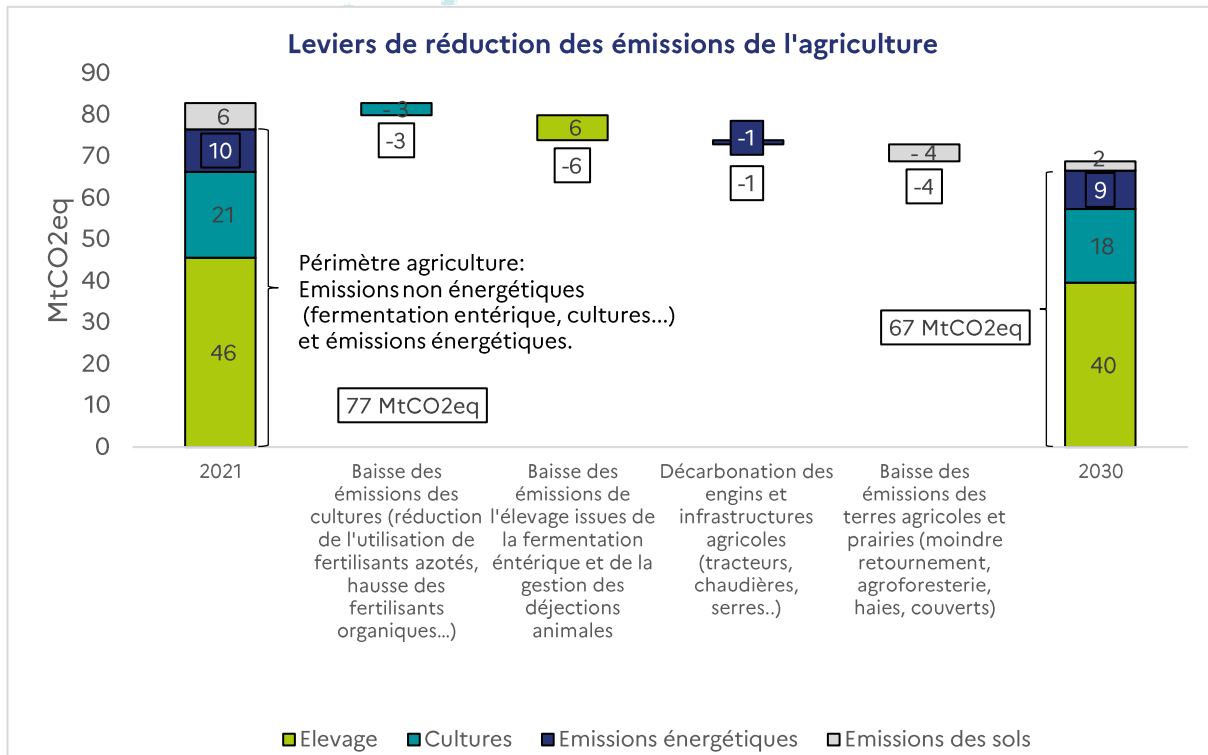 Leviers de réduction des émissions de l'agriculture
MtCO2eq
90
80
70
60
50
40
30
20
10
0
6
10
21
46
- 3
-3
6
-6
-1
-1
- 4
-4
2
9
18
40
Périmètre agriculture:
Emissions non énergétiques
(fermentation entérique, cultures...)
et émissions énergétiques.
77 MtCO2eq
67 MtCO2eq
2021
Baisse des
émissions des
cultures (réduction
de l'utilisation de
fertilisants azotés,
hausse des
fertilisants
organiques…)
Baisse des
émissions de
l'élevage issues de
la fermentation
éntérique et de la
gestion des
déjections
animales
Décarbonation des
engins et
infrastructures
agricoles
(tracteurs,
chaudières,
serres..)
Baisse des
émissions des
terres agricoles et
prairies (moindre
retournement,
agroforesterie,
haies, couverts)
2030
Elevage
Cultures
Emissions énergétiques
Emissions des sols